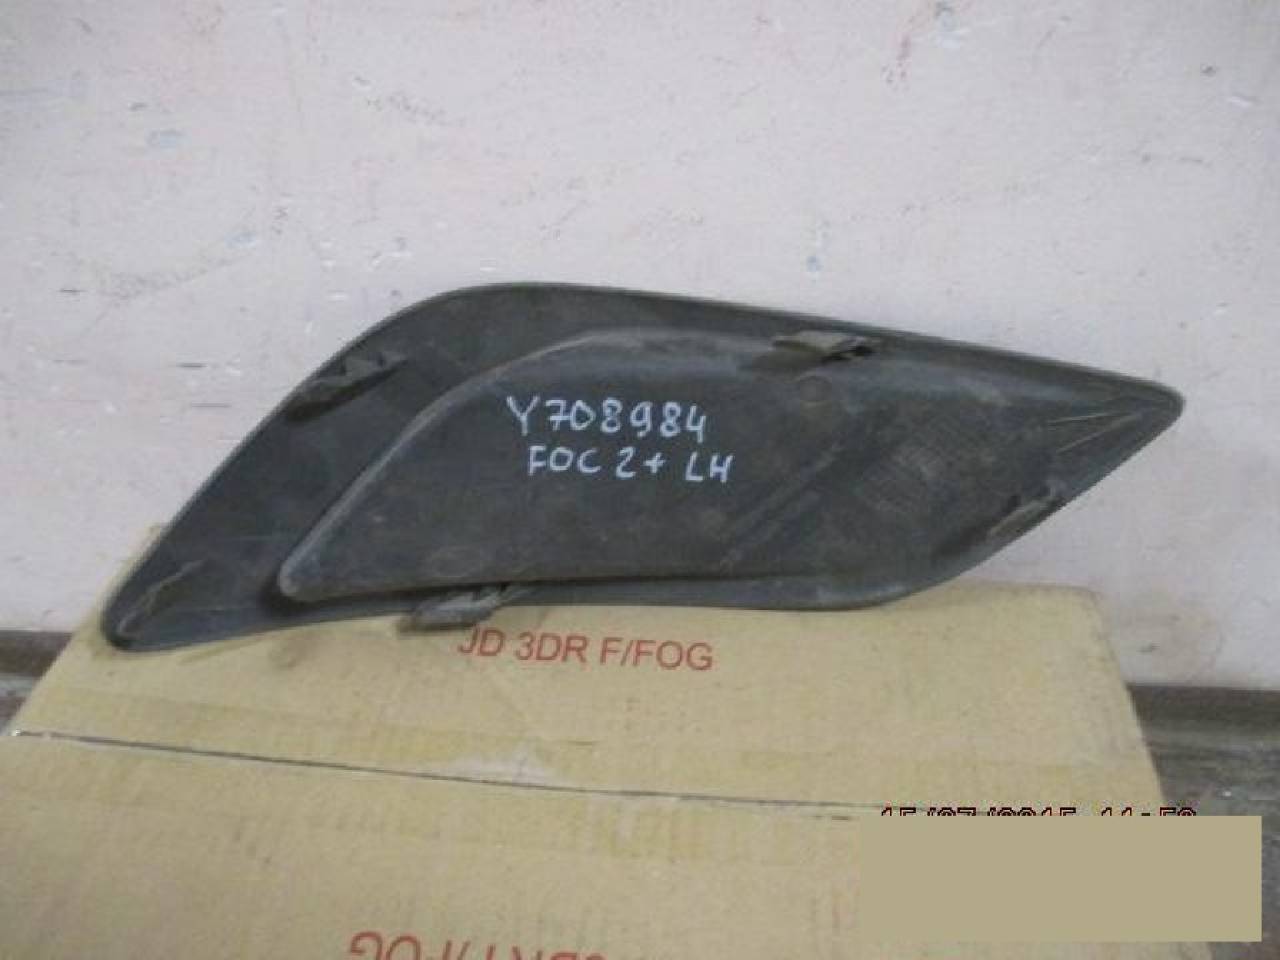 Y708984
FOC 2+ LH
JD 3DR F/FOG